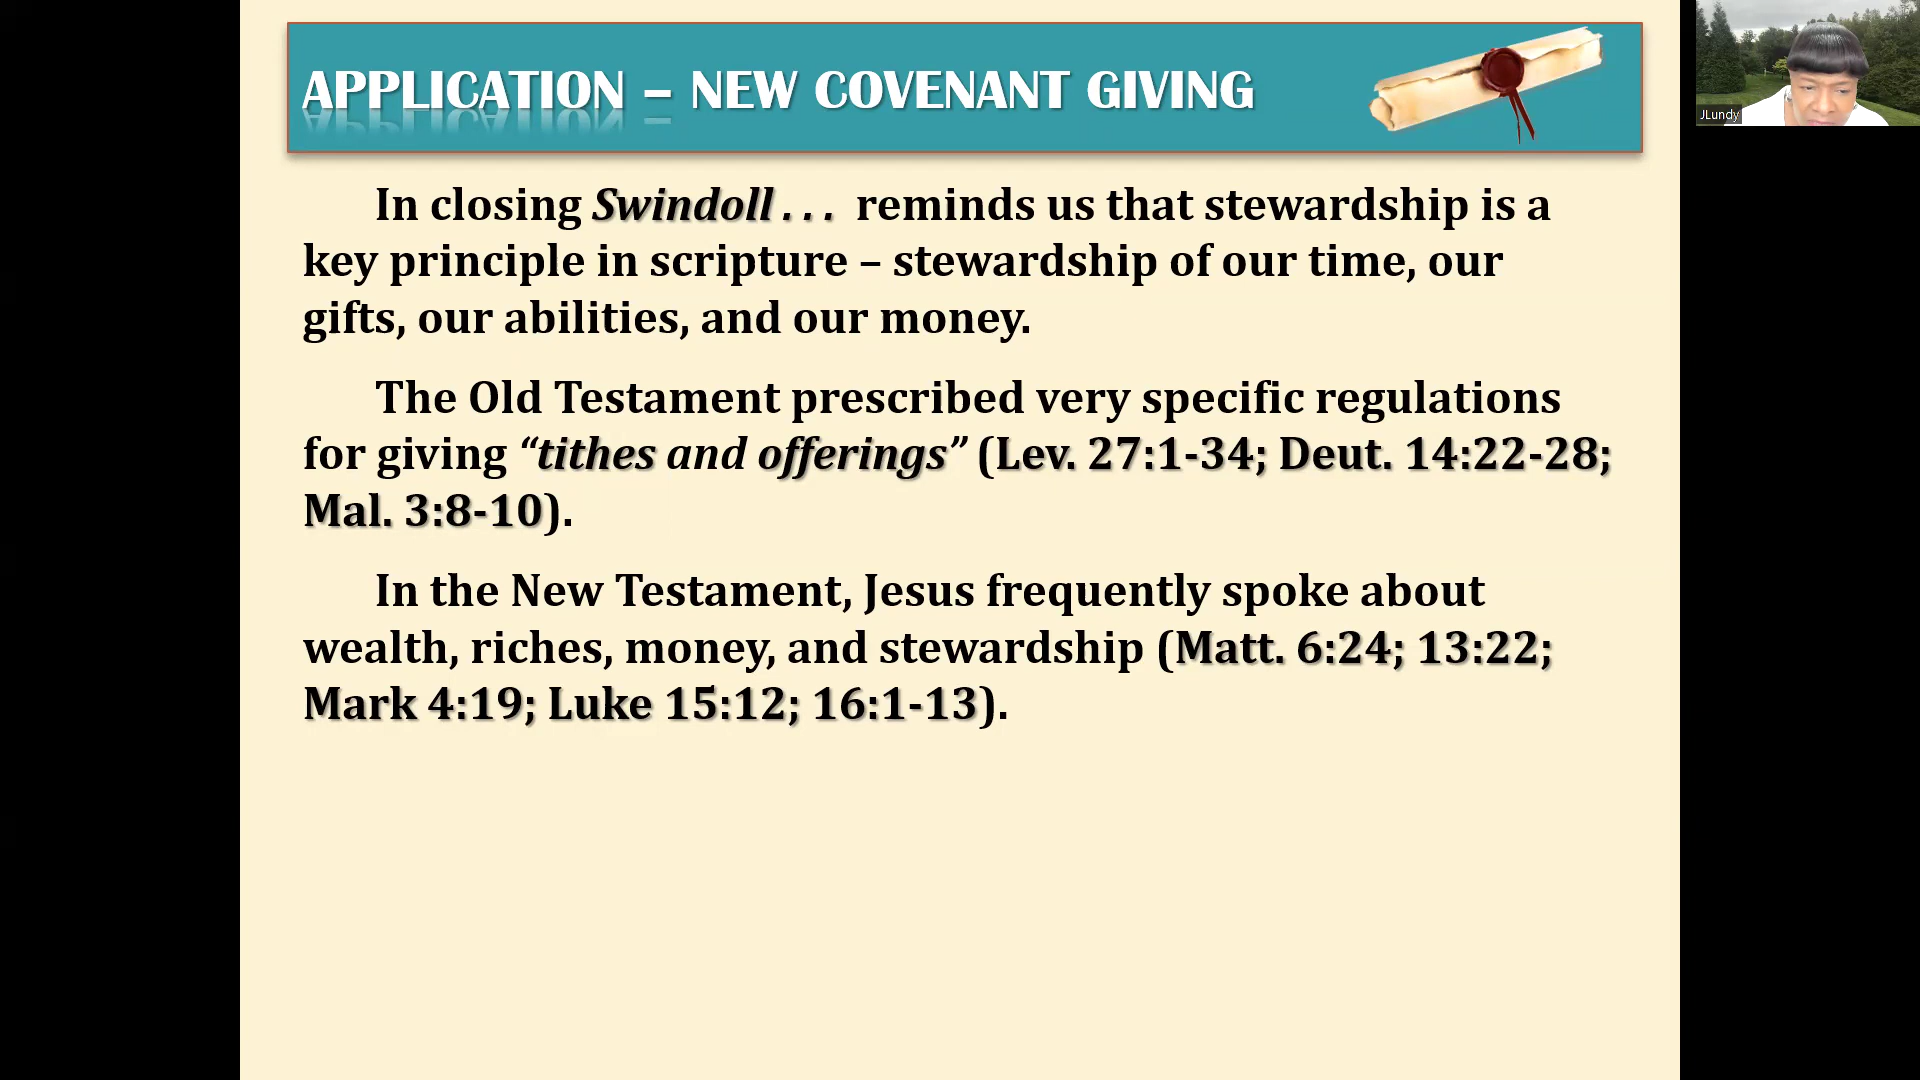 APPLICATION – NEW COVENANT GIVING
JLundy
In closing Swindoll . . . reminds us that stewardship is a
key principle in scripture – stewardship of our time, our
gifts, our abilities, and our money.
The Old Testament prescribed very specific regulations
for giving “tithes and offerings” (Lev. 27:1-34; Deut. 14:22-28;
Mal. 3:8-10).
In the New Testament, Jesus frequently spoke about
wealth, riches, money, and stewardship (Matt. 6:24; 13:22;
Mark 4:19; Luke 15:12; 16:1-13).